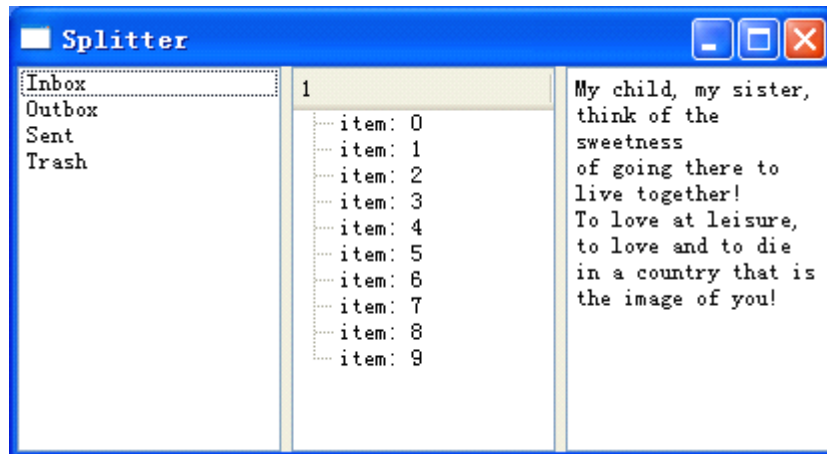 Splitter
Inbox
Outbox
Sent
Trash
1
item: 0
item: 1
item: 2
item: 3
item: 4
item: 5
item: 6
item: 7
item: 8
item: 9
My child, my sister,
think of the
sweetness
of going there to
live together!
To love at leisure,
to love and to die
in a country that is
the image of you!